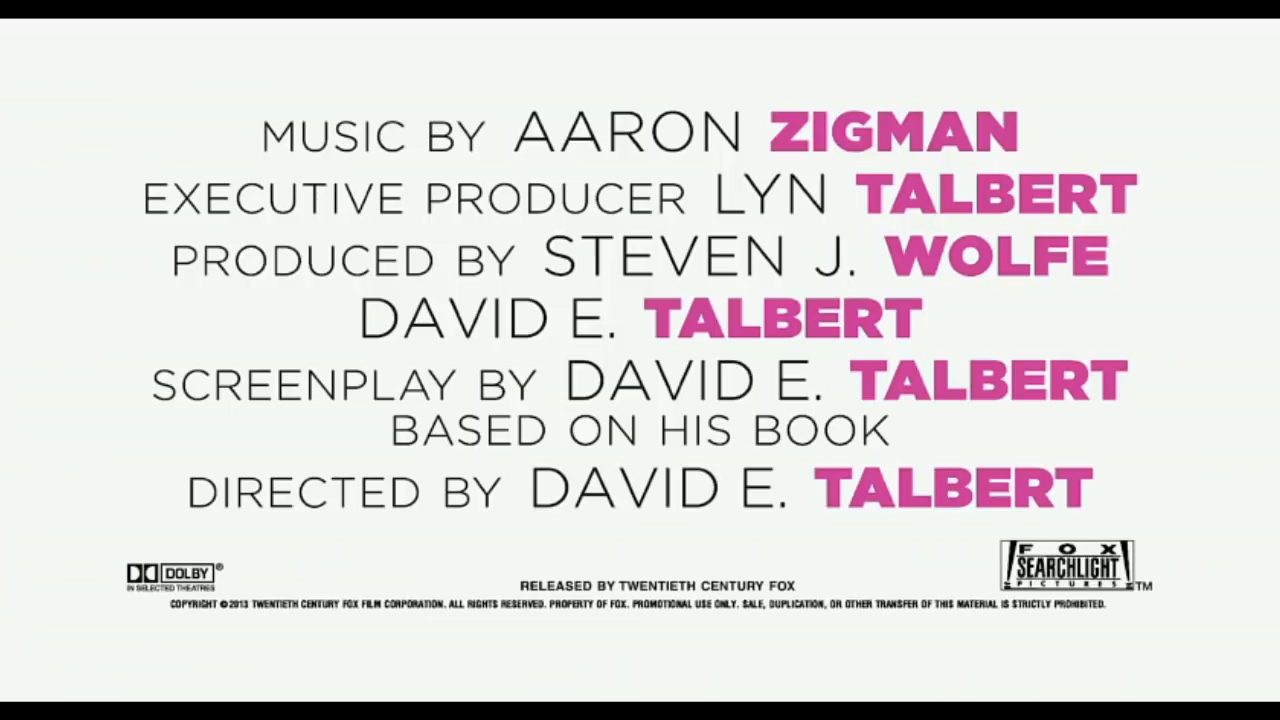 MUSIC BY AARON ZIGMAN
EXECUTIVE PRODUCER LYN TALBERT
PRODUCED BY STEVEN J. WOLFE
DAVID E. TALBERT
SCREENPLAY BY DAVID E. TALBERT
BASED ON HIS BOOK
DIRECTED BY DAVID E. TALBERT
DOLBY®
IN SELECTED THEATRES
RELEASED BY TWENTIETH CENTURY FOX
FOX
SEARCHLIGHT
PICTURES TM
COPYRIGHT © 2013 TWENTIETH CENTURY FOX FILM CORPORATION. ALL RIGHTS RESERVED. PROPERTY OF FOX. PROMOTIONAL USE ONLY. SALE, DUPLICATION, OR OTHER TRANSFER OF THIS MATERIAL IS STRICTLY PROHIBITED.